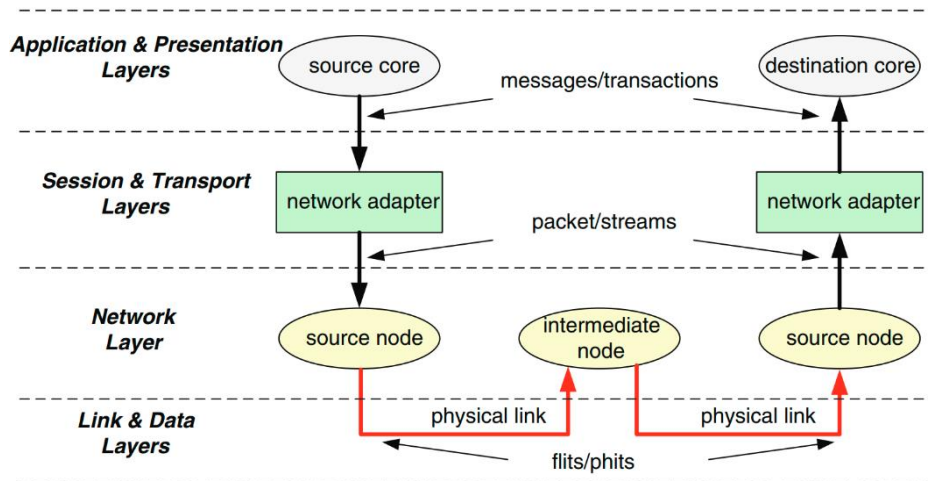 Application & Presentation
Layers
source core
destination core
messages/transactions
Session & Transport
Layers
network adapter
network adapter
packet/streams
Network
Layer
source node
intermediate
node
source node
physical link
physical link
Link & Data
Layers
flits/phits